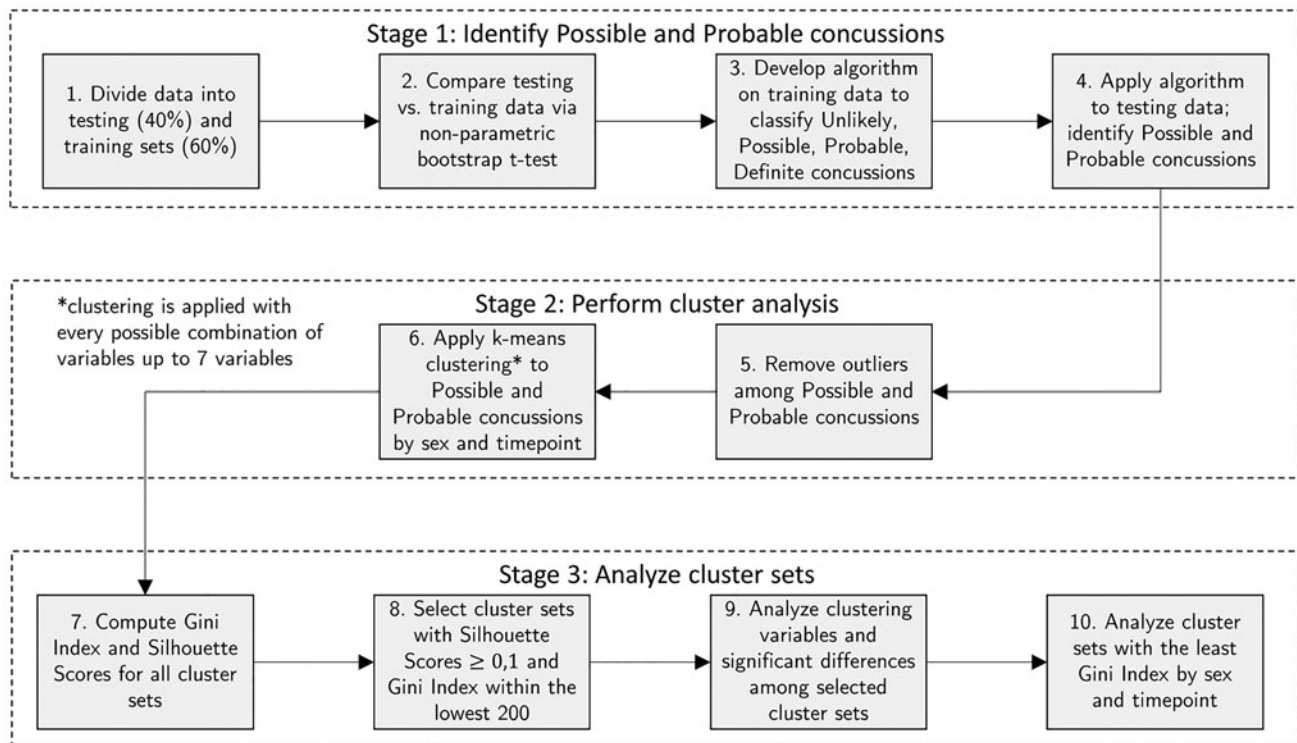 Stage 1: Identify Possible and Probable concussions
1. Divide data into
testing (40%) and
training sets (60%)
2. Compare testing
vs. training data via
non-parametric
bootstrap t-test
3. Develop algorithm
on training data to
classify Unlikely,
Possible, Probable,
Definite concussions
4. Apply algorithm
to testing data;
identify Possible and
Probable concussions
Stage 2: Perform cluster analysis
*clustering is applied with
every possible combination of
variables up to 7 variables
6. Apply k-means
clustering* to
Possible and
Probable concussions
by sex and timepoint
5. Remove outliers
among Possible and
Probable concussions
Stage 3: Analyze cluster sets
7. Compute Gini
Index and Silhouette
Scores for all cluster
sets
8. Select cluster sets
with Silhouette
Scores ≥ 0,1 and
Gini Index within the
lowest 200
9. Analyze clustering
variables and
significant differences
among selected
cluster sets
10. Analyze cluster
sets with the least
Gini Index by sex
and timepoint